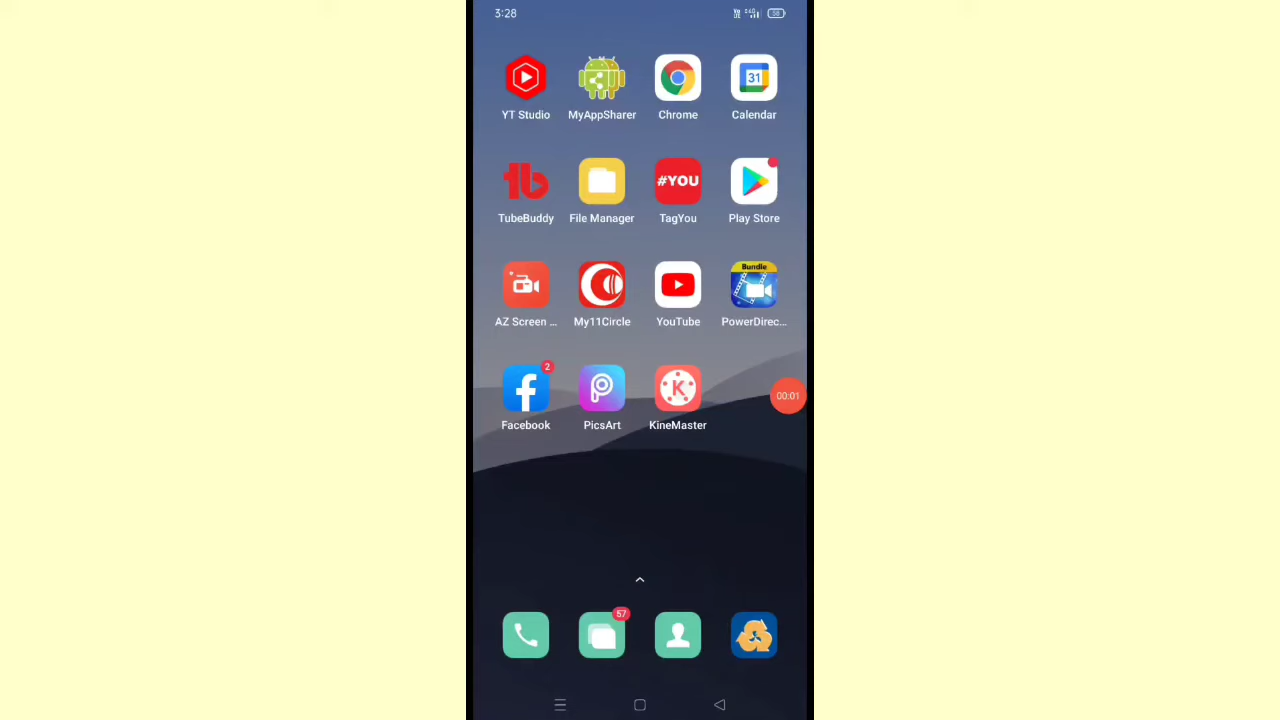 3:28
58
YT Studio
MyAppSharer
Chrome
31
Calendar
TubeBuddy
File Manager
#YOU
TagYou
Play Store
Bundle
AZ Screen ...
My11Circle
YouTube
PowerDirec...
2
K
00:01
Facebook
PicsArt
KineMaster
57